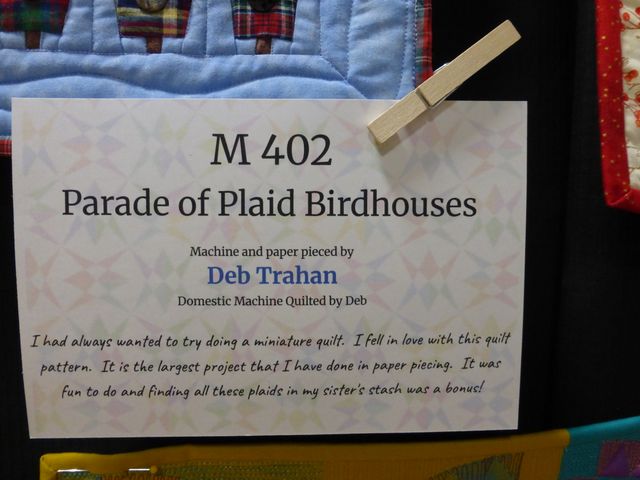 M 402
Parade of Plaid Birdhouses
Machine and paper pieced by
Deb Trahan
Domestic Machine Quilted by Deb
I had always wanted to try doing a miniature quilt. I fell in love with this quilt
pattern. It is the largest project that I have done in paper piecing. It was
fun to do and finding all these plaids in my sister's stash was a bonus!